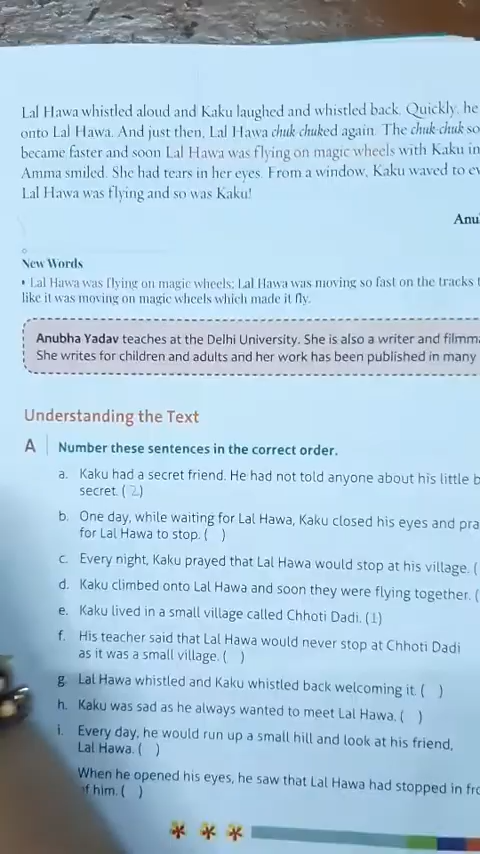 Lal Hawa whistled aloud and Kaku laughed and whistled back. Quickly, he
onto Lal Hawa. And just then, Lal Hawa chuk chuked again. The chuk-chuk so
became faster and soon Lal Hawa was flying on magic wheels with Kaku in
Amma smiled. She had tears in her eyes. From a window, Kaku waved to ev
Lal Hawa was flying and so was Kaku!
Anu
New Words
• Lal Hawa was flying on magic wheels: Lal Hawa was moving so fast on the tracks t
like it was moving on magic wheels which made it fly.
Anubha Yadav teaches at the Delhi University. She is also a writer and filmma
She writes for children and adults and her work has been published in many
Understanding the Text
A Number these sentences in the correct order.
a. Kaku had a secret friend. He had not told anyone about his little b
secret. (2)
b. One day, while waiting for Lal Hawa, Kaku closed his eyes and pra
for Lal Hawa to stop. ( )
c. Every night, Kaku prayed that Lal Hawa would stop at his village. (
d. Kaku climbed onto Lal Hawa and soon they were flying together. (
e. Kaku lived in a small village called Chhoti Dadi. (1)
f. His teacher said that Lal Hawa would never stop at Chhoti Dadi
as it was a small village. ( )
g. Lal Hawa whistled and Kaku whistled back welcoming it. ( )
h. Kaku was sad as he always wanted to meet Lal Hawa. ( )
i. Every day, he would run up a small hill and look at his friend,
Lal Hawa. ( )
When he opened his eyes, he saw that Lal Hawa had stopped in fro
of him. ( )